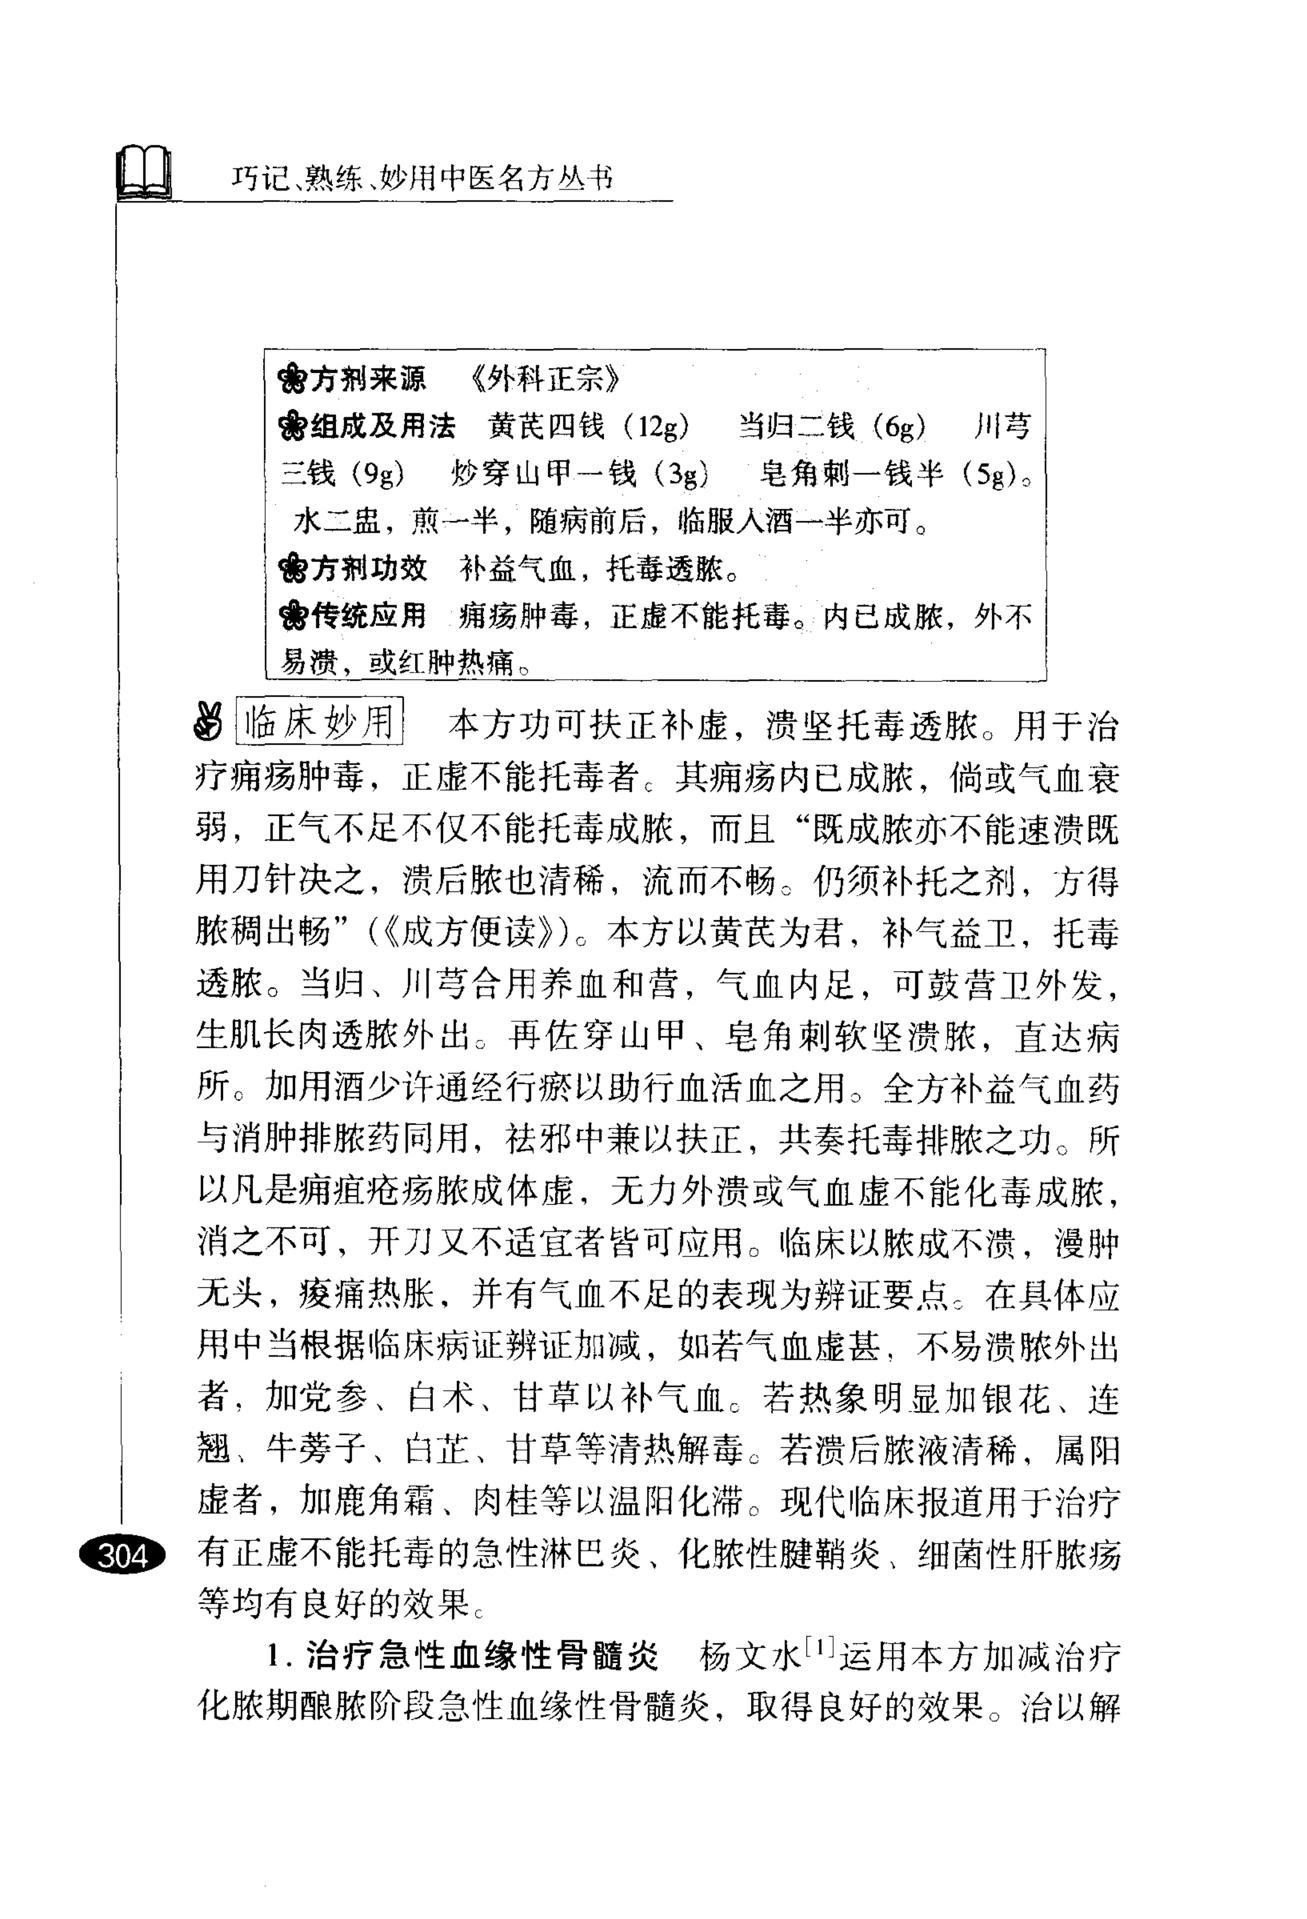 巧记、熟练、妙用中医名方丛书
方剂来源 《外科正宗》
组成及用法 黄芪四钱（12g） 当归二钱（6g） 川芎
三钱（9g） 炒穿山甲一钱（3g） 皂角刺一钱半（5g）。
水二盅，煎一半，随病前后，临服入酒一半亦可。
方剂功效 补益气血，托毒透脓。
传统应用 痈疡肿毒，正虚不能托毒。内已成脓，外不
易溃，或红肿热痛。
临床妙用 本方功可扶正补虚，溃坚托毒透脓。用于治
疗痈疡肿毒，正虚不能托毒者。其痈疡内已成脓，倘或气血衰
弱，正气不足不仅不能托毒成脓，而且“既成脓亦不能速溃既
用刀针决之，溃后脓也清稀，流而不畅。仍须补托之剂，方得
脓稠出畅”（《成方便读》）。本方以黄芪为君，补气益卫，托毒
透脓。当归、川芎合用养血和营，气血内足，可鼓营卫外发，
生肌长肉透脓外出。再佐穿山甲、皂角刺软坚溃脓，直达病
所。加用酒少许通经行瘀以助行血活血之用。全方补益气血药
与消肿排脓药同用，祛邪中兼以扶正，共奏托毒排脓之功。所
以凡是痈疽疮疡脓成体虚，无力外溃或气血虚不能化毒成脓，
消之不可，开刀又不适宜者皆可应用。临床以脓成不溃，漫肿
无头，痠痛热胀，并有气血不足的表现为辨证要点。在具体应
用中当根据临床病证辨证加减，如若气血虚甚，不易溃脓外出
者，加党参、白术、甘草以补气血。若热象明显加银花、连
翘、牛蒡子、白芷、甘草等清热解毒。若溃后脓液清稀，属阳
虚者，加鹿角霜、肉桂等以温阳化滞。现代临床报道用于治疗
304 有正虚不能托毒的急性淋巴炎、化脓性腱鞘炎、细菌性肝脓疡
等均有良好的效果。
1. 治疗急性血缘性骨髓炎 杨文水[1]运用本方加减治疗
化脓期酿脓阶段急性血缘性骨髓炎，取得良好的效果。治以解